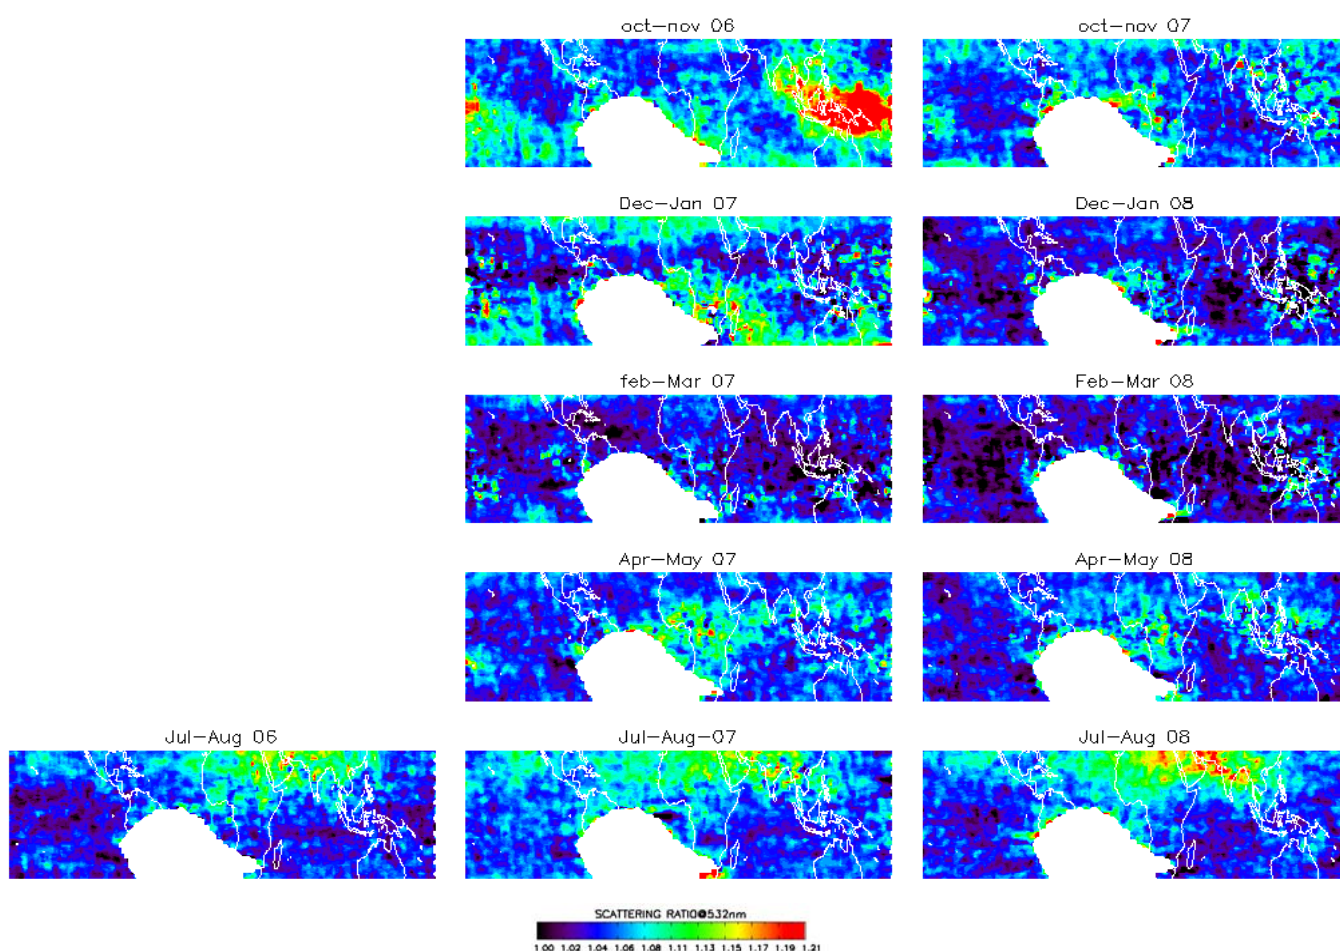 oct-nov 06
oct-nov 07
Dec-Jan 07
Dec-Jan 08
feb-Mar 07
Feb-Mar 08
Apr-May 07
Apr-May 08
Jul-Aug 06
Jul-Aug-07
Jul-Aug 08
SCATTERING RATIO@532nm
1.00 1.02 1.04 1.06 1.08 1.11 1.13 1.15 1.17 1.19 1.21